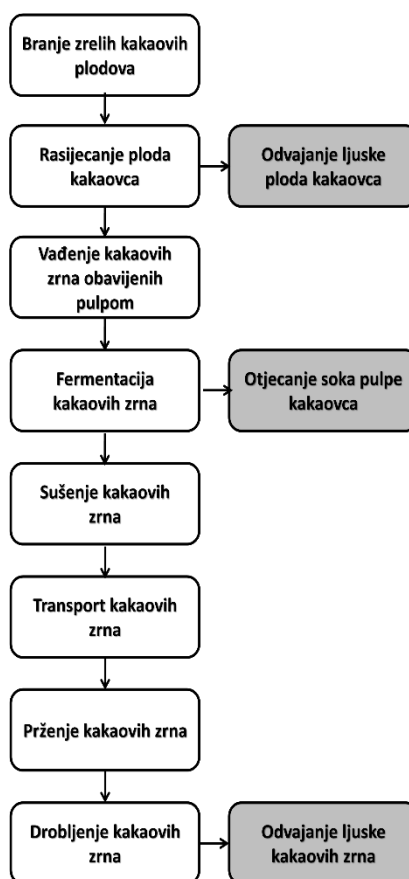 Branje zrelih kakaovih
plodova
Rasijecanje ploda
kakaovca
Odvajanje ljuske
ploda kakaovca
Vađenje kakaovih
zrna obavijenih
pulpom
Fermentacija
kakaovih zrna
Otjecanje soka pulpe
kakaovca
Sušenje kakaovih
zrna
Transport kakaovih
zrna
Prženje kakaovih zrna
Drobljenje kakaovih
zrna
Odvajanje ljuske
kakaovih zrna